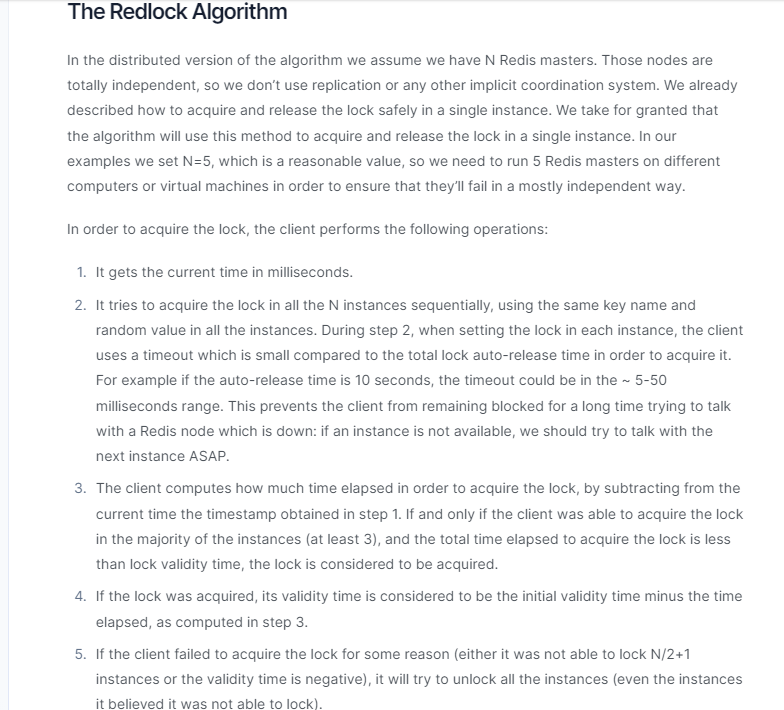 The Redlock Algorithm
In the distributed version of the algorithm we assume we have N Redis masters. Those nodes are
totally independent, so we don't use replication or any other implicit coordination system. We already
described how to acquire and release the lock safely in a single instance. We take for granted that
the algorithm will use this method to acquire and release the lock in a single instance. In our
examples we set N=5, which is a reasonable value, so we need to run 5 Redis masters on different
computers or virtual machines in order to ensure that they'll fail in a mostly independent way.
In order to acquire the lock, the client performs the following operations:
1. It gets the current time in milliseconds.
2. It tries to acquire the lock in all the N instances sequentially, using the same key name and
random value in all the instances. During step 2, when setting the lock in each instance, the client
uses a timeout which is small compared to the total lock auto-release time in order to acquire it.
For example if the auto-release time is 10 seconds, the timeout could be in the ~ 5-50
milliseconds range. This prevents the client from remaining blocked for a long time trying to talk
with a Redis node which is down: if an instance is not available, we should try to talk with the
next instance ASAP.
3. The client computes how much time elapsed in order to acquire the lock, by subtracting from the
current time the timestamp obtained in step 1. If and only if the client was able to acquire the lock
in the majority of the instances (at least 3), and the total time elapsed to acquire the lock is less
than lock validity time, the lock is considered to be acquired.
4. If the lock was acquired, its validity time is considered to be the initial validity time minus the time
elapsed, as computed in step 3.
5. If the client failed to acquire the lock for some reason (either it was not able to lock N/2+1
instances or the validity time is negative), it will try to unlock all the instances (even the instances
it believed it was not able to lock).